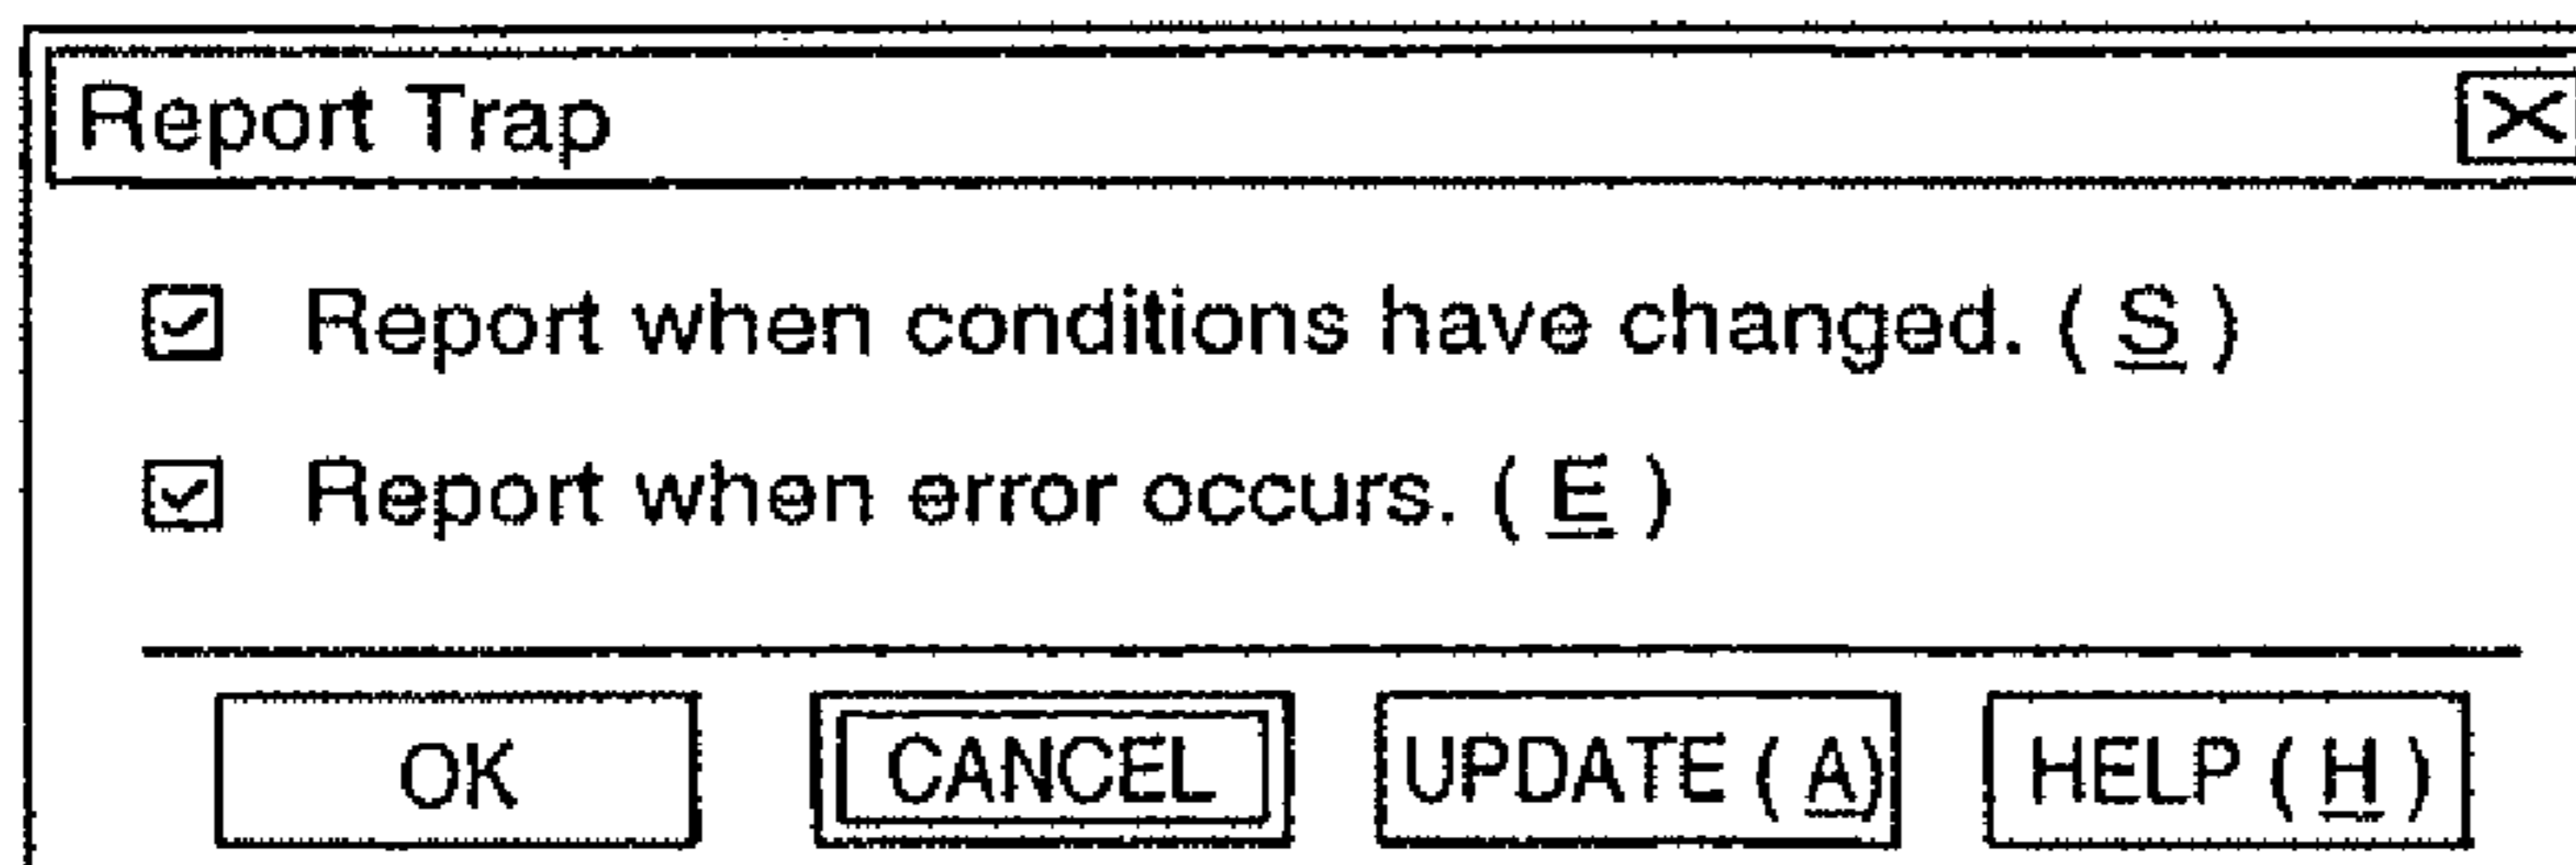 Report Trap
Report when conditions have changed. ( S )
Report when error occurs. ( E )
OK CANCEL UPDATE ( A) HELP ( H )